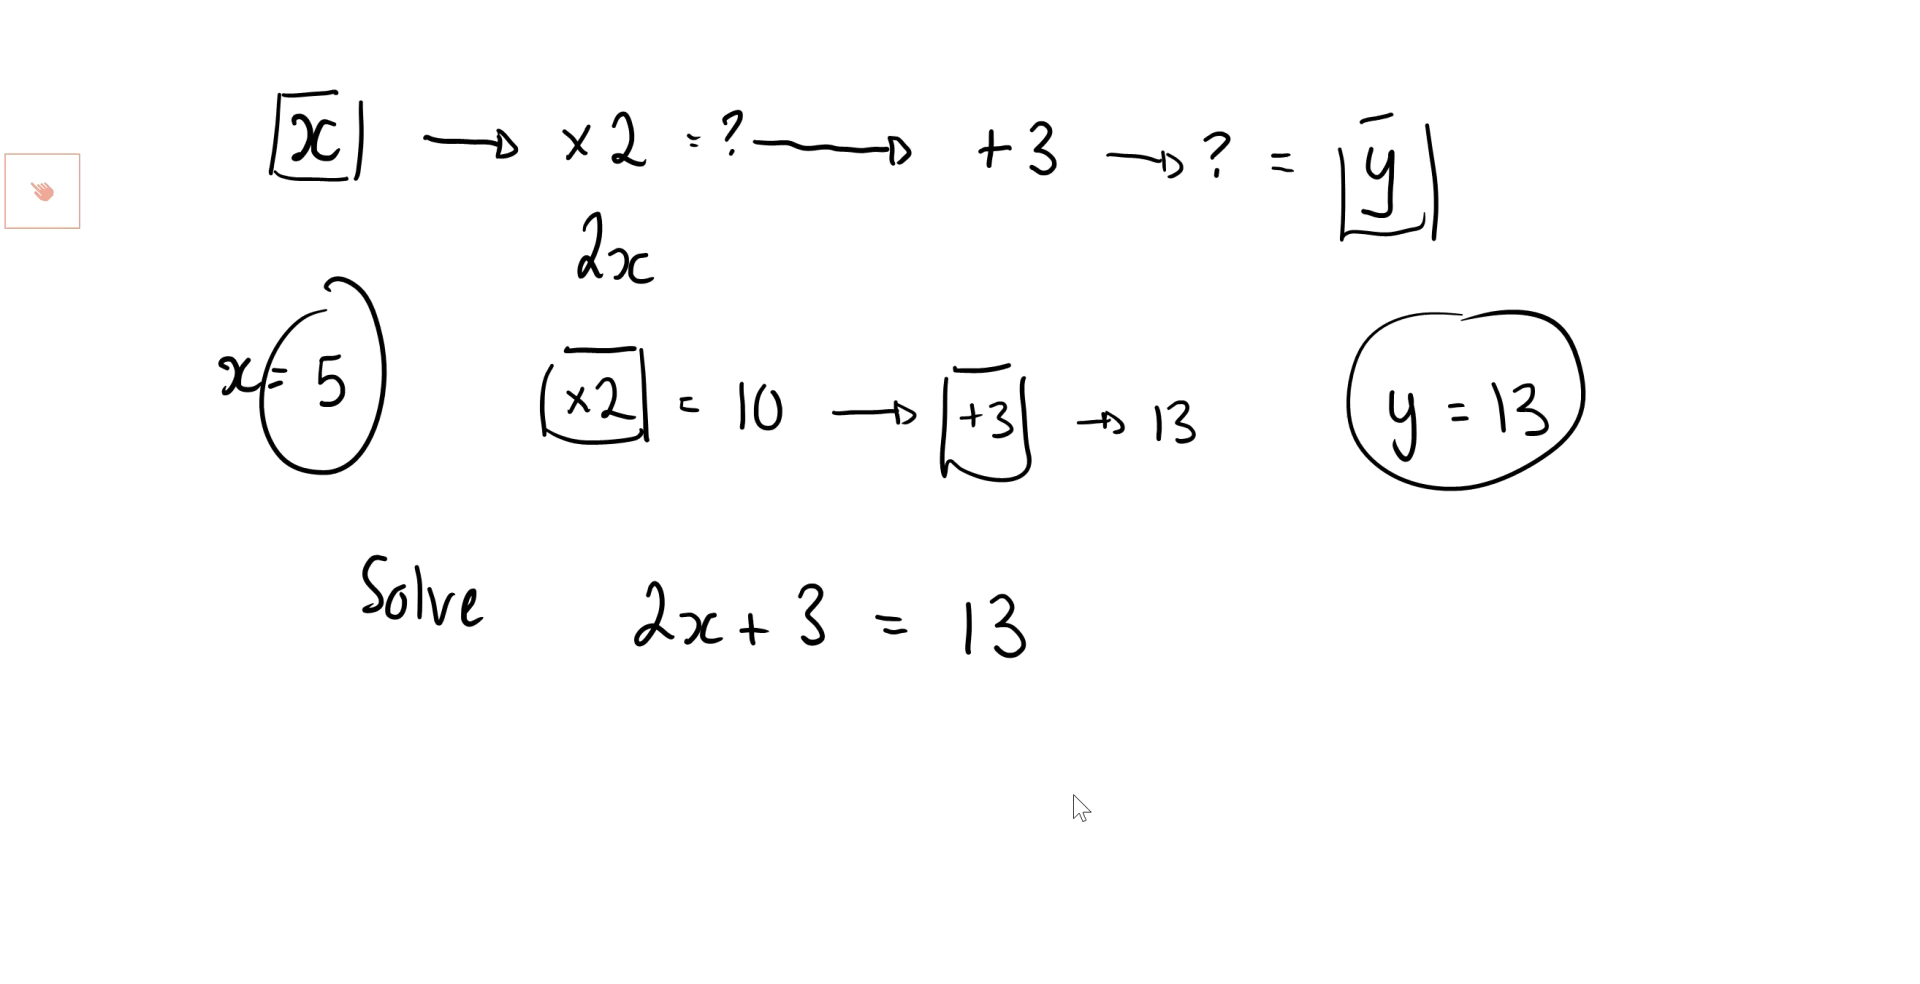 x → ×2 = ? → +3 → ? = y
2x
x = 5 ×2 = 10 → +3 → 13 y = 13
Solve 2x + 3 = 13